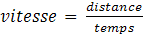 vitesse = distance
temps